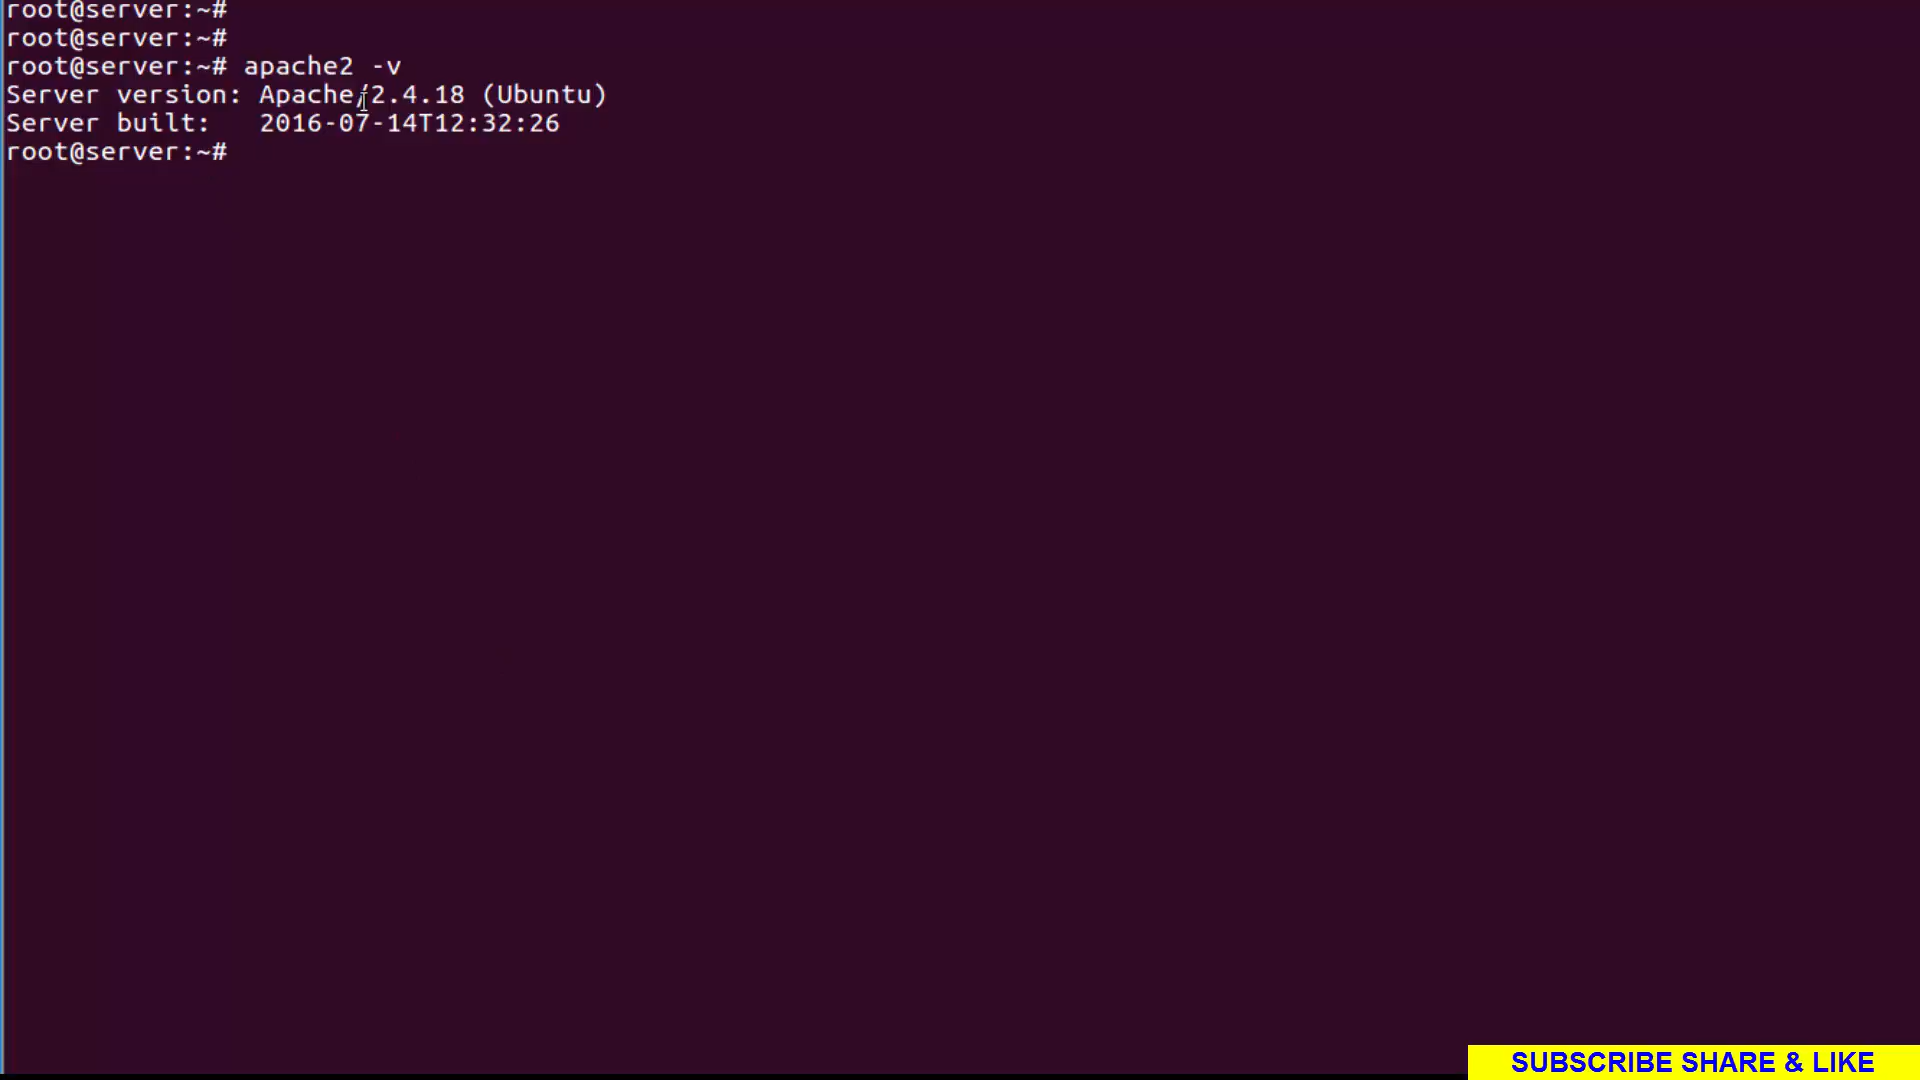 root@server:~#
root@server:~#
root@server:~# apache2 -v
Server version: Apache/2.4.18 (Ubuntu)
Server built:   2016-07-14T12:32:26
root@server:~#
SUBSCRIBE SHARE & LIKE